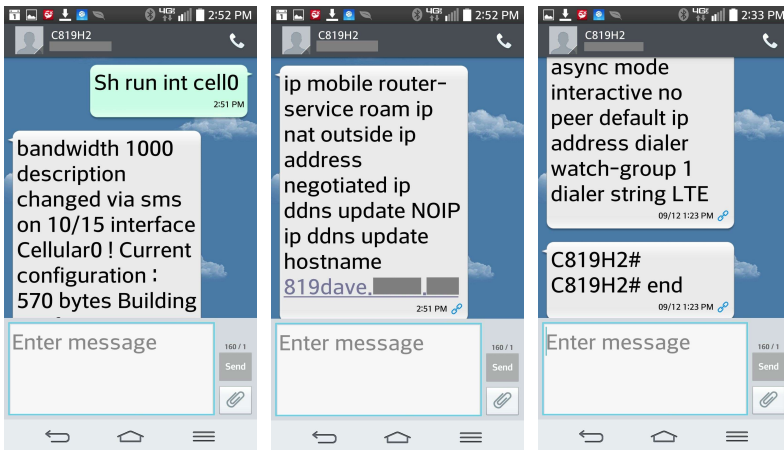 4G 2:52 PM
C819H2
Sh run int cell0
2:51 PM
bandwidth 1000
description
changed via sms
on 10/15 interface
Cellular0 ! Current
configuration :
570 bytes Building
Enter message
160 / 1
Send
4G 2:52 PM
C819H2
ip mobile router-
service roam ip
nat outside ip
address
negotiated ip
ddns update NOIP
ip ddns update
hostname
819dave. .
2:51 PM
Enter message
160 / 1
Send
4G 2:33 PM
C819H2
async mode
interactive no
peer default ip
address dialer
watch-group 1
dialer string LTE
09/12 1:23 PM
C819H2#
C819H2# end
09/12 1:23 PM
Enter message
160 / 1
Send